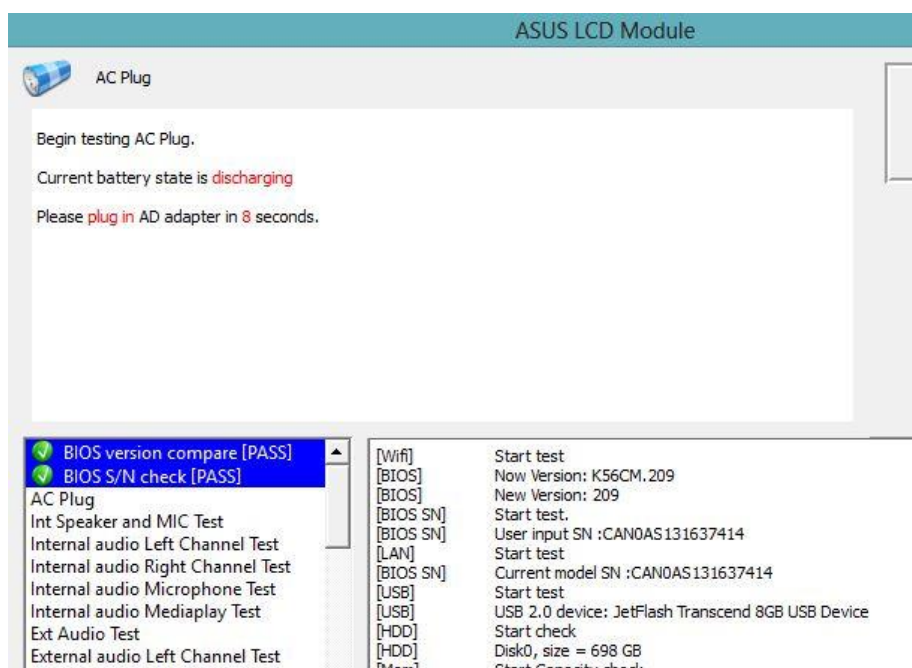 ASUS LCD Module
AC Plug
Begin testing AC Plug.
Current battery state is discharging
Please plug in AD adapter in 8 seconds.
BIOS version compare [PASS]
BIOS S/N check [PASS]
AC Plug
Int Speaker and MIC Test
Internal audio Left Channel Test
Internal audio Right Channel Test
Internal audio Microphone Test
Internal audio Mediaplay Test
Ext Audio Test
External audio Left Channel Test
[Wifi] Start test
[BIOS] Now Version: K56CM.209
[BIOS] New Version: 209
[BIOS SN] Start test.
[BIOS SN] User input SN :CAN0AS131637414
[LAN] Start test
[BIOS SN] Current model SN :CAN0AS131637414
[USB] Start test
[USB] USB 2.0 device: JetFlash Transcend 8GB USB Device
[HDD] Start check
[HDD] Disk0, size = 698 GB
[Mem] Start Capacity check